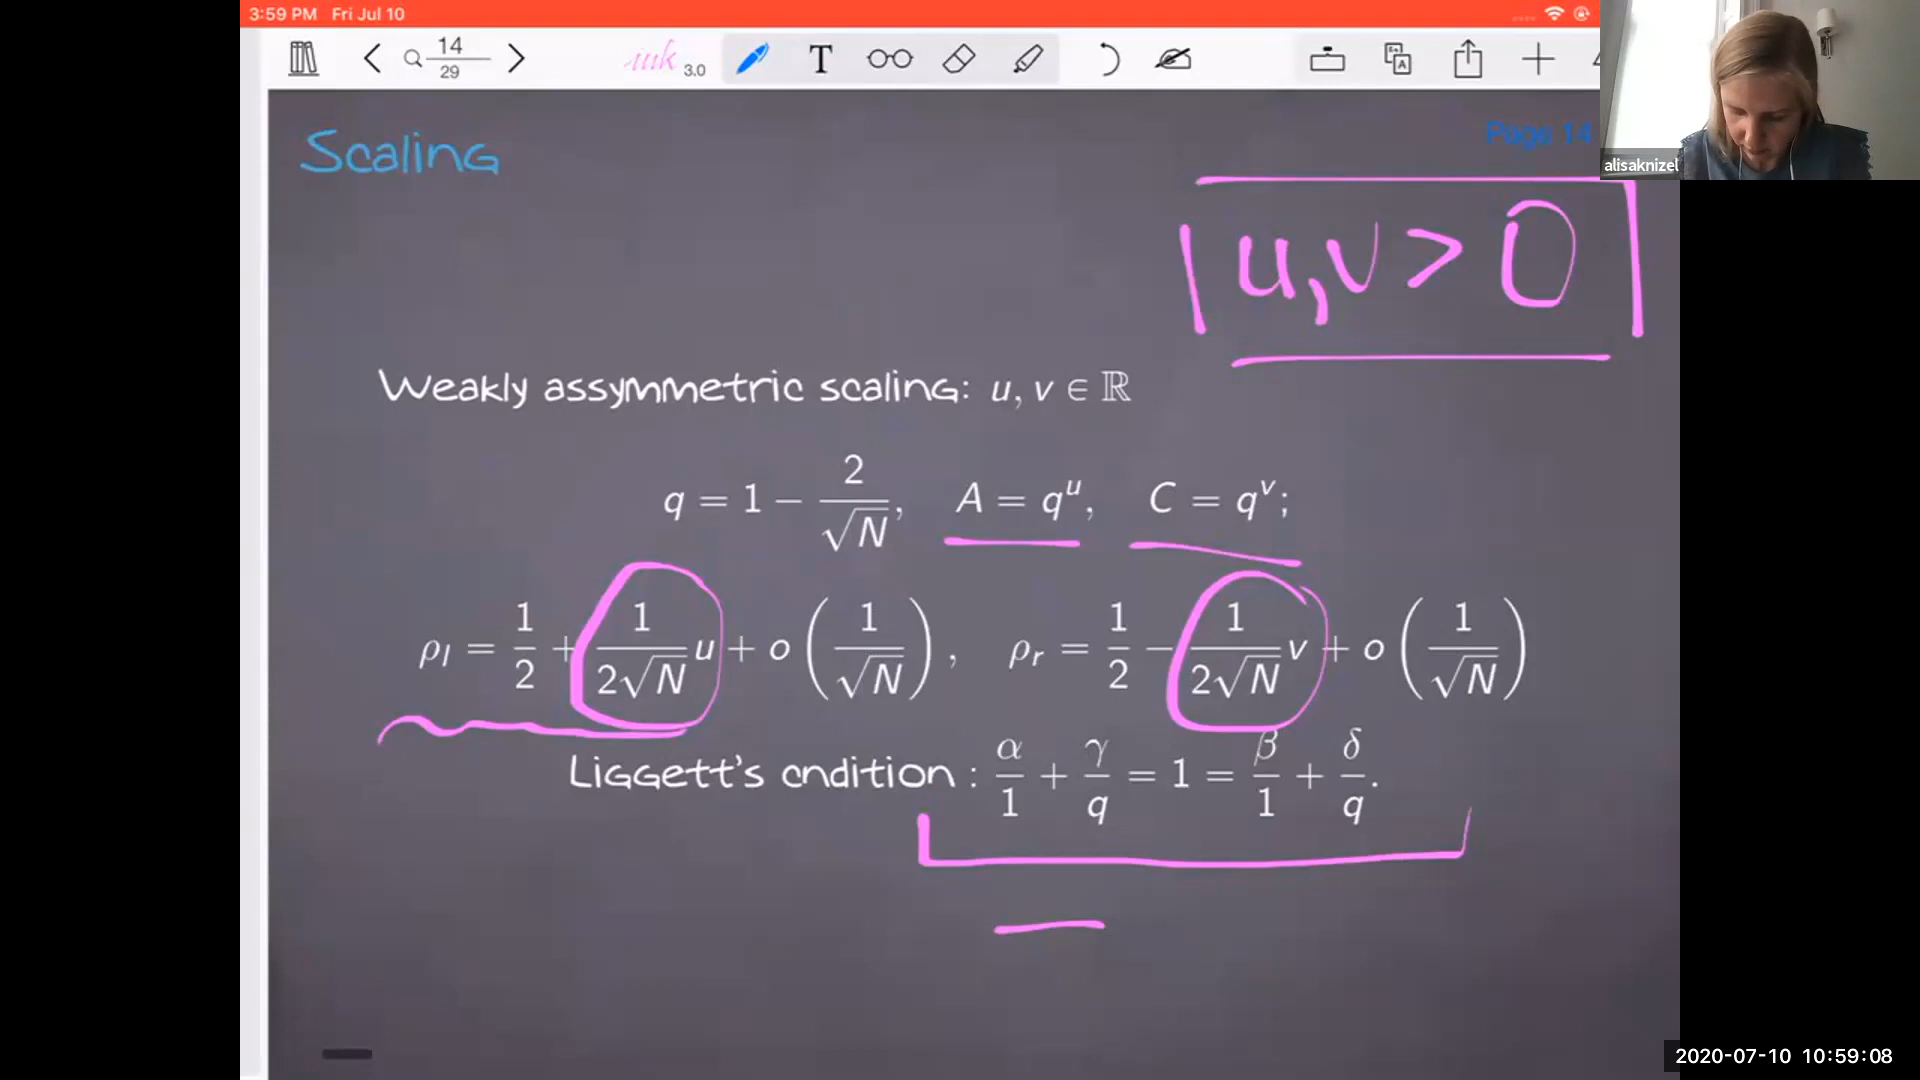 3:59 PM Fri Jul 10
14
29
ink 3.0
T
Scaling
Page 14
alisaknizel
u, v > 0
Weakly assymmetric scaling: u, v ∈ ℝ
q = 1 − 2/√N, A = q^u, C = q^v;
ρ_l = 1/2 + 1/(2√N) u + o(1/√N), ρ_r = 1/2 − 1/(2√N) v + o(1/√N)
Liggett's cndition : α/1 + γ/q = 1 = β/1 + δ/q.
2020-07-10 10:59:08